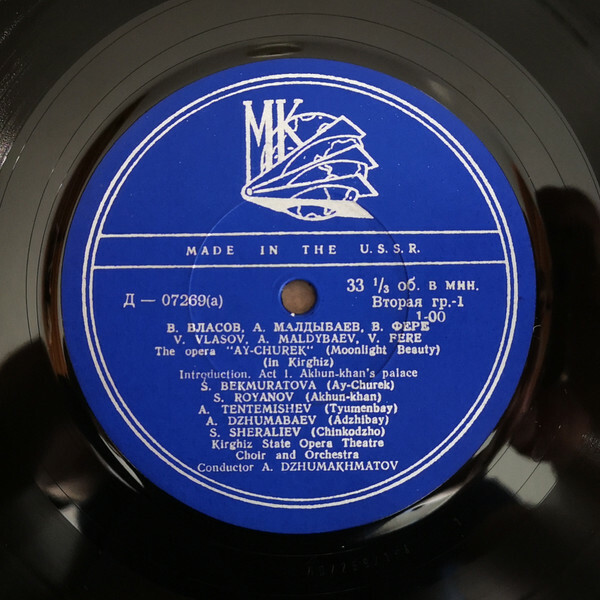 МК
MADE IN THE U.S.S.R.
Д — 07269(а)
33 1/3 об. в мин.
Вторая гр.-1
1-00
В. ВЛАСОВ, А. МАЛДЫБАЕВ, В. ФЕРЕ
V. VLASOV, A. MALDYBAEV, V. FERE
The opera "AY-CHUREK" (Moonlight Beauty)
(in Kirghiz)
Introduction. Act 1. Akhun-khan's palace
S. BEKMURATOVA (Ay-Churek)
S. ROYANOV (Akhun-khan)
A. TENTEMISHEV (Tyumenbay)
A. DZHUMABAEV (Adzhibay)
S. SHERALIEV (Chinkodzho)
Kirghiz State Opera Theatre
Choir and Orchestra
Conductor A. DZHUMAKHMATOV